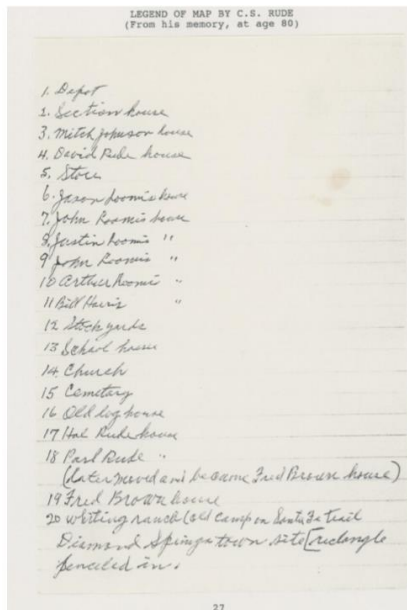 LEGEND OF MAP BY C.S. RUDE
(From his memory, at age 80)
1. Depot
2. Section house
3. Mitch Johnson house
4. David Rude house
5. Store
6. Jason Loomis house
7. John Loomis house
8. Justin Loomis "
9 John Loomis "
10 Arthur Loomis "
11 Bill Harris "
12 Stock yards
13 School house
14 Church
15 Cemetary
16 Old log house
17 Hal Rude house
18 Paul Rude "
(later moved and became Fred Brown house)
19 Fred Brown house
20 Whiting ranch (old camp on Santa Fe trail
Diamond Springs town site [rectangle
penciled in.
27